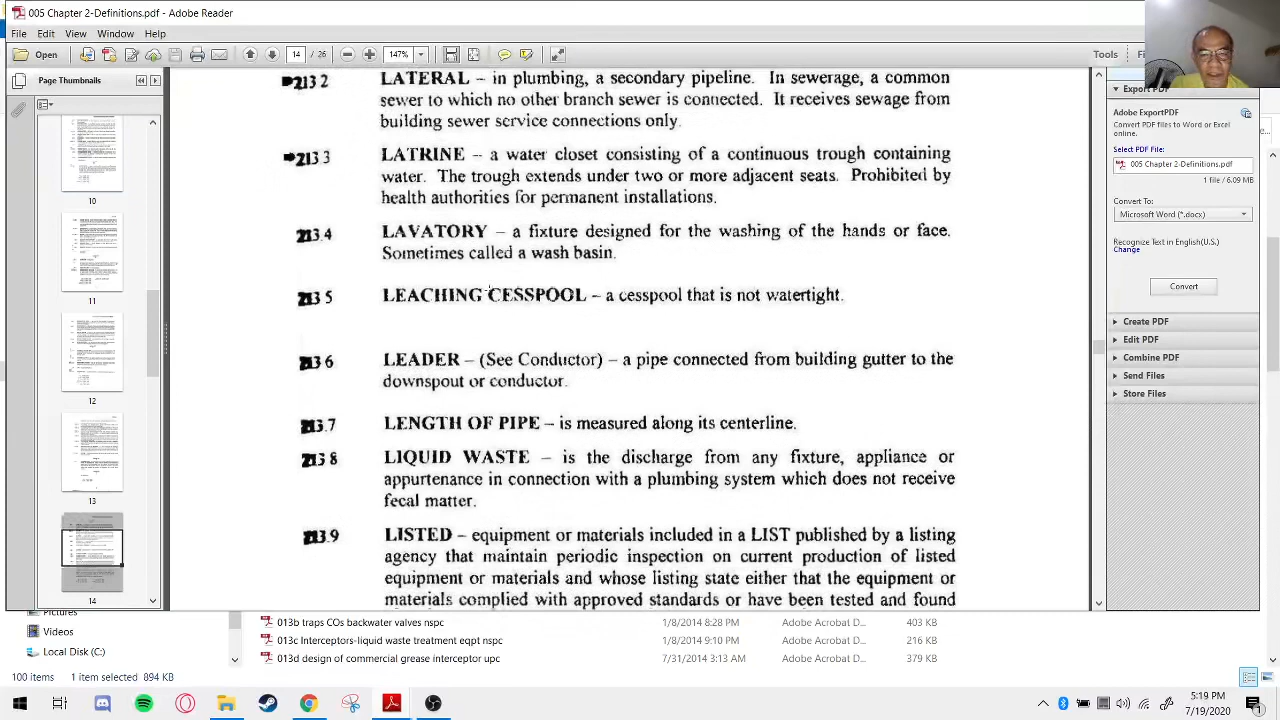 005 Chapter 2-Definitions.pdf - Adobe Reader
File Edit View Window Help
Open 14 / 26 147% Tools
Page Thumbnails
10
11
12
13
14
213 2 LATERAL – in plumbing, a secondary pipeline. In sewerage, a common
sewer to which no other branch sewer is connected. It receives sewage from
building sewer service connections only.
213 3 LATRINE – a water closet consisting of a continuous trough containing
water. The trough extends under two or more adjacent seats. Prohibited by
health authorities for permanent installations.
213.4 LAVATORY – a fixture designed for the washing of the hands or face.
Sometimes called a wash basin.
213 5 LEACHING CESSPOOL – a cesspool that is not watertight.
213 6 LEADER – (See Conductor) – a pipe connected from building gutter to the
downspout or conductor.
213.7 LENGTH OF PIPE – is measured along its centerline.
213 8 LIQUID WASTE – is the discharge from any fixture, appliance or
appurtenance in connection with a plumbing system which does not receive
fecal matter.
213.9 LISTED – equipment or materials included in a LIST published by a listing
agency that maintain periodic inspection on current production of listed
equipment or materials and whose listing state either that the equipment or
materials complied with approved standards or have been tested and found
Export PDF
Adobe ExportPDF
Convert PDF files to Word or Excel
online.
Select PDF File:
005 Chapter 2-Definitions.pdf
1 file / 6.09 MB
Convert To:
Microsoft Word (*.docx)
Recognize Text in English(U.S.)
Change
Convert
Create PDF
Edit PDF
Combine PDF
Send Files
Store Files
Pictures
Videos
Local Disk (C:)
013b traps COs backwater valves nspc 1/8/2014 8:28 PM Adobe Acrobat D... 403 KB
013c Interceptors-liquid waste treatment eqpt nspc 1/8/2014 9:10 PM Adobe Acrobat D... 216 KB
013d design of commercial grease interceptor upc 7/31/2014 3:13 AM Adobe Acrobat D... 379 KB
100 items 1 item selected 894 KB
5:19 PM
7/19/2020